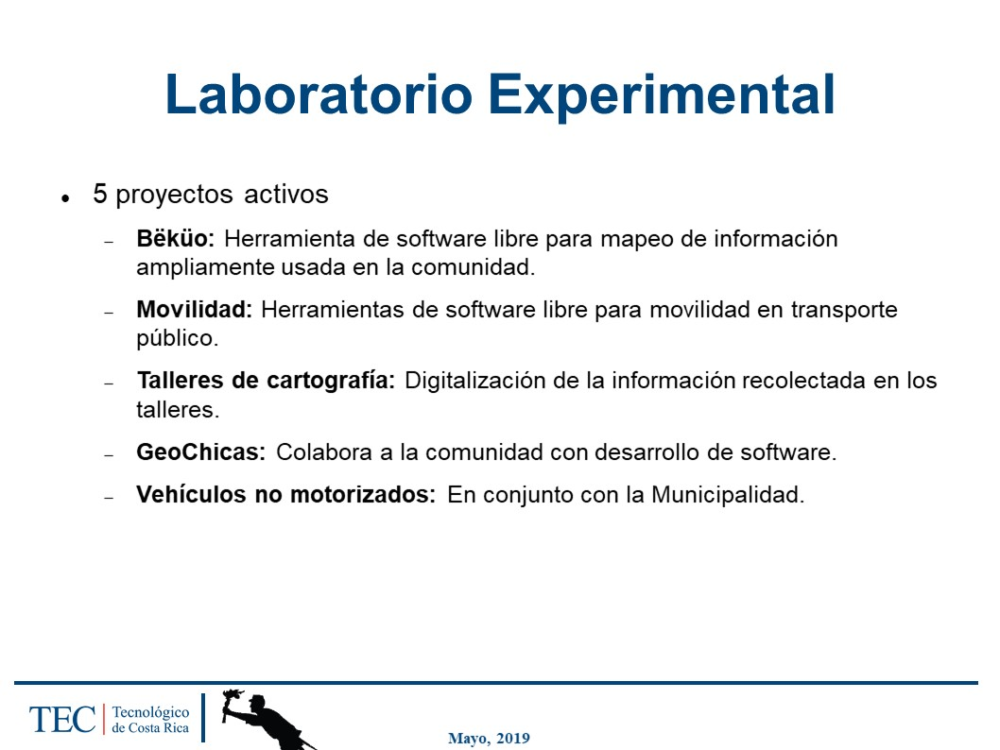 Laboratorio Experimental
● 5 proyectos activos
– Bëküo: Herramienta de software libre para mapeo de información
ampliamente usada en la comunidad.
– Movilidad: Herramientas de software libre para movilidad en transporte
público.
– Talleres de cartografía: Digitalización de la información recolectada en los
talleres.
– GeoChicas: Colabora a la comunidad con desarrollo de software.
– Vehículos no motorizados: En conjunto con la Municipalidad.
TEC | Tecnológico
de Costa Rica
Mayo, 2019